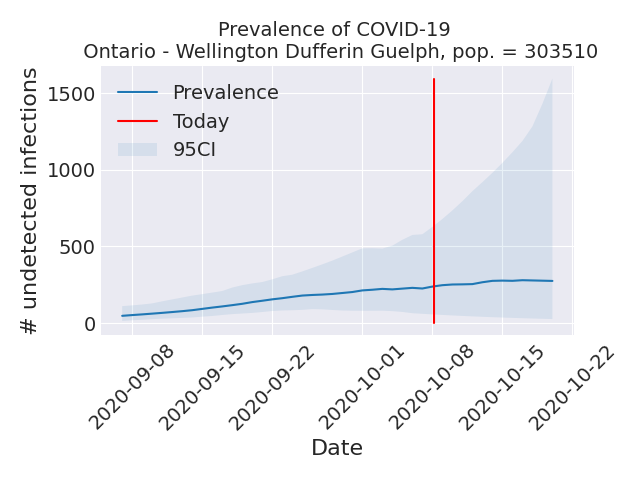 Prevalence of COVID-19
Ontario - Wellington Dufferin Guelph, pop. = 303510
# undetected infections
1500
1000
500
0
Prevalence
Today
95CI
2020-09-08
2020-09-15
2020-09-22
2020-10-01
2020-10-08
2020-10-15
2020-10-22
Date